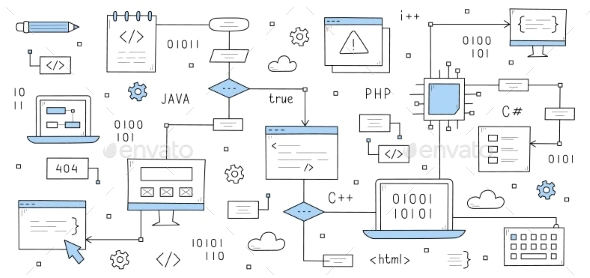 </>
01011
i++
{ }
0100
101
</>
10
11
JAVA
true
PHP
C#
0100
101
<
/>
</>
0101
404
C++
01001
10101
{ }
</>
10101
110
<html>
}
envato
envato
envato